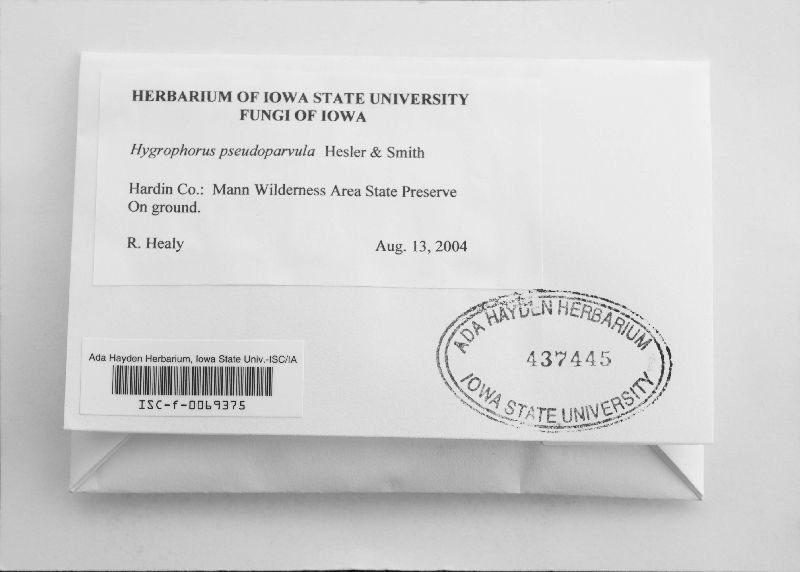 HERBARIUM OF IOWA STATE UNIVERSITY
FUNGI OF IOWA
Hygrophorus pseudoparvula Hesler & Smith
Hardin Co.: Mann Wilderness Area State Preserve
On ground.
R. Healy Aug. 13, 2004
Ada Hayden Herbarium, Iowa State Univ.-ISC/IA
ISC-f-0069375
ADA HAYDEN HERBARIUM
437445
IOWA STATE UNIVERSITY